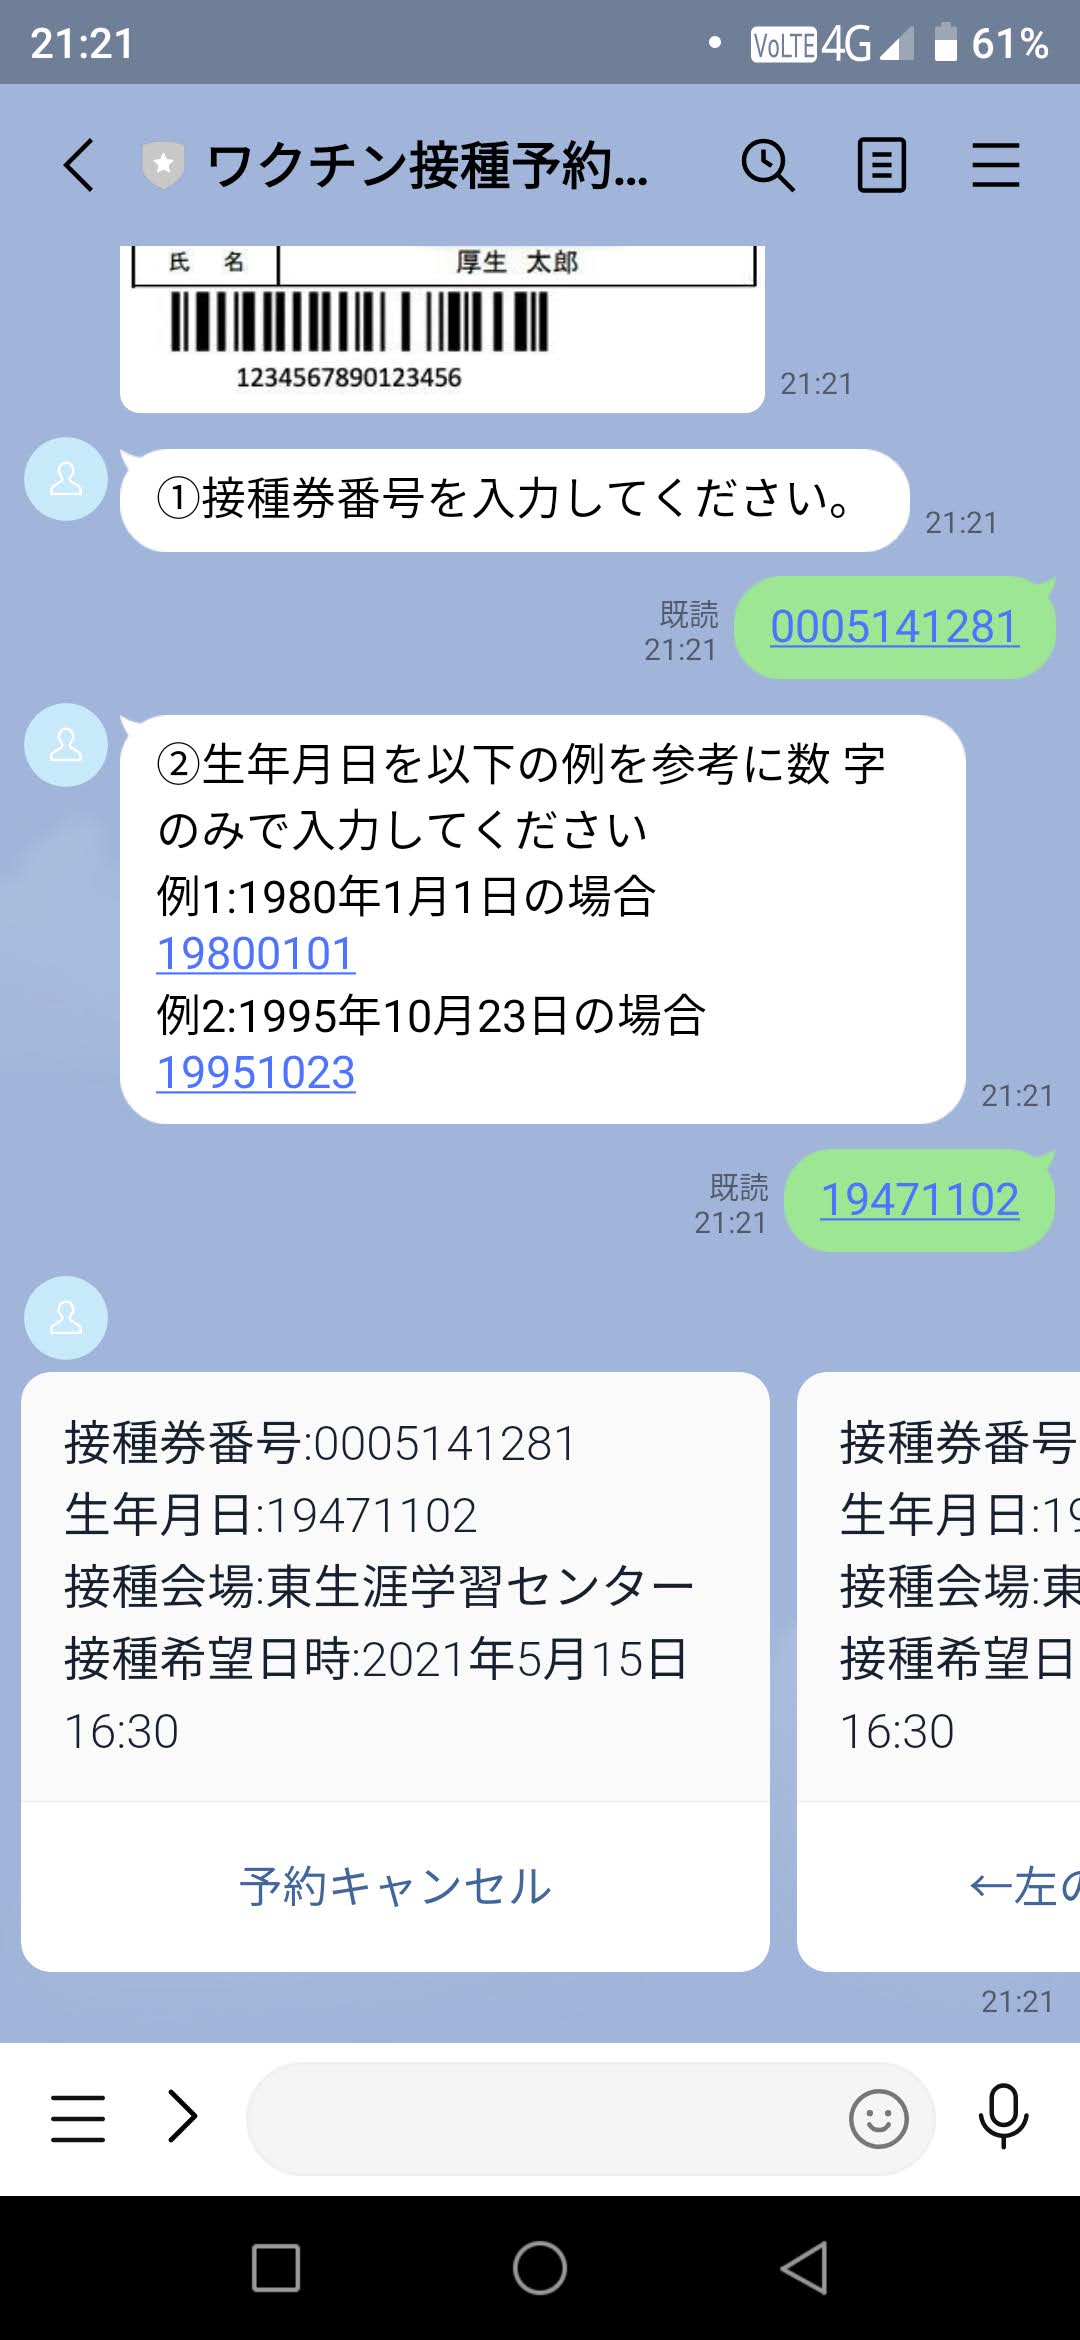 21:21
VoLTE 4G 61%
ワクチン接種予約...
氏 名 厚生 太郎
1234567890123456
21:21
①接種券番号を入力してください。
21:21
既読
21:21
0005141281
②生年月日を以下の例を参考に数 字
のみで入力してください
例1:1980年1月1日の場合
19800101
例2:1995年10月23日の場合
19951023
21:21
既読
21:21
19471102
接種券番号:0005141281
生年月日:19471102
接種会場:東生涯学習センター
接種希望日時:2021年5月15日
16:30
予約キャンセル
接種券番号
生年月日:19
接種会場:東
接種希望日
16:30
←左の
21:21